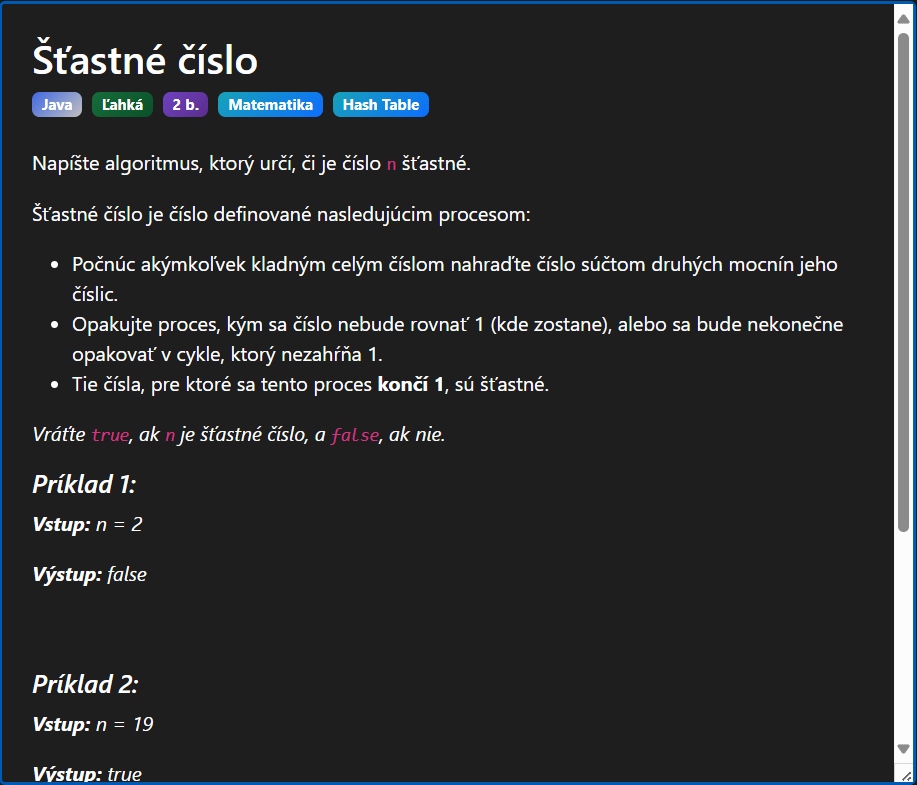 Šťastné číslo
Java Ľahká 2 b. Matematika Hash Table
Napíšte algoritmus, ktorý určí, či je číslo n šťastné.
Šťastné číslo je číslo definované nasledujúcim procesom:
• Počnúc akýmkoľvek kladným celým číslom nahraďte číslo súčtom druhých mocnín jeho
číslic.
• Opakujte proces, kým sa číslo nebude rovnať 1 (kde zostane), alebo sa bude nekonečne
opakovať v cykle, ktorý nezahŕňa 1.
• Tie čísla, pre ktoré sa tento proces končí 1, sú šťastné.
Vráťte true, ak n je šťastné číslo, a false, ak nie.
Príklad 1:
Vstup: n = 2
Výstup: false
Príklad 2:
Vstup: n = 19
Výstup: true